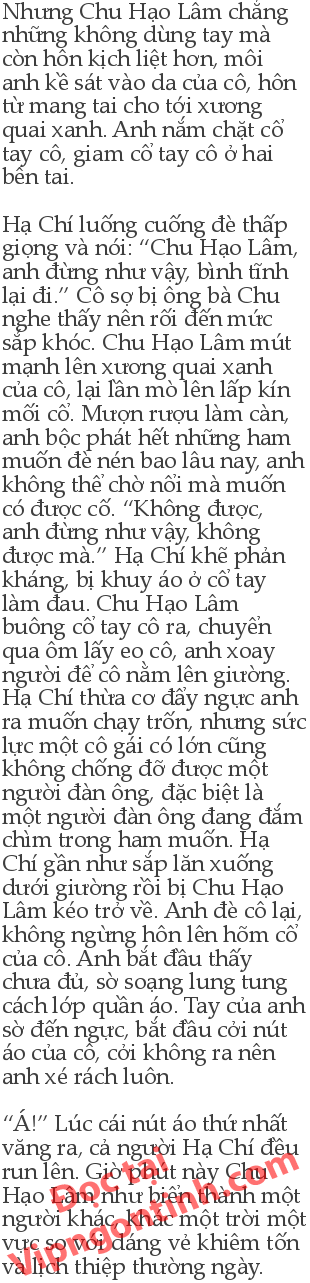 Nhưng Chu Hạo Lâm chẳng
những không dùng tay mà
còn hôn kịch liệt hơn, môi
anh kề sát vào da của cô, hôn
từ mang tai cho tới xương
quai xanh. Anh nắm chặt cổ
tay cô, giam cổ tay cô ở hai
bên tai.

Hạ Chí luống cuống đè thấp
giọng và nói: “Chu Hạo Lâm,
anh đừng như vậy, bình tĩnh
lại đi.” Cô sợ bị ông bà Chu
nghe thấy nên rối đến mức
sắp khóc. Chu Hạo Lâm mút
mạnh lên xương quai xanh
của cô, lại lần mò lên lấp kín
mối cổ. Mượn rượu làm càn,
anh bộc phát hết những ham
muốn đè nén bao lâu nay, anh
không thể chờ nổi mà muốn
có được cố. “Không được,
anh đừng như vậy, không
được mà.” Hạ Chí khẽ phản
kháng, bị khuy áo ở cổ tay
làm đau. Chu Hạo Lâm
buông cổ tay cô ra, chuyển
qua ôm lấy eo cô, anh xoay
người để cô nằm lên giường.
Hạ Chí thừa cơ đẩy ngực anh
ra muốn chạy trốn, nhưng sức
lực một cô gái có lớn cũng
không chống đỡ được một
người đàn ông, đặc biệt là
một người đàn ông đang đắm
chìm trong ham muốn. Hạ
Chí gần như sắp lăn xuống
dưới giường rồi bị Chu Hạo
Lâm kéo trở về. Anh đè cô lại,
không ngừng hôn lên hõm cổ
của cô. Anh bắt đầu thấy
chưa đủ, sờ soạng lung tung
cách lớp quần áo. Tay của anh
sờ đến ngực, bắt đầu cởi nút
áo của cô, cởi không ra nên
anh xé rách luôn.

“Á!” Lúc cái nút áo thứ nhất
văng ra, cả người Hạ Chí đều
run lên. Giờ phút này Chu
Hạo Lâm như biến thành một
người khác, khác một trời một
vực so với dáng vẻ khiêm tốn
và lịch thiệp thường ngày.
Đọc tại
Vipngontinh.com